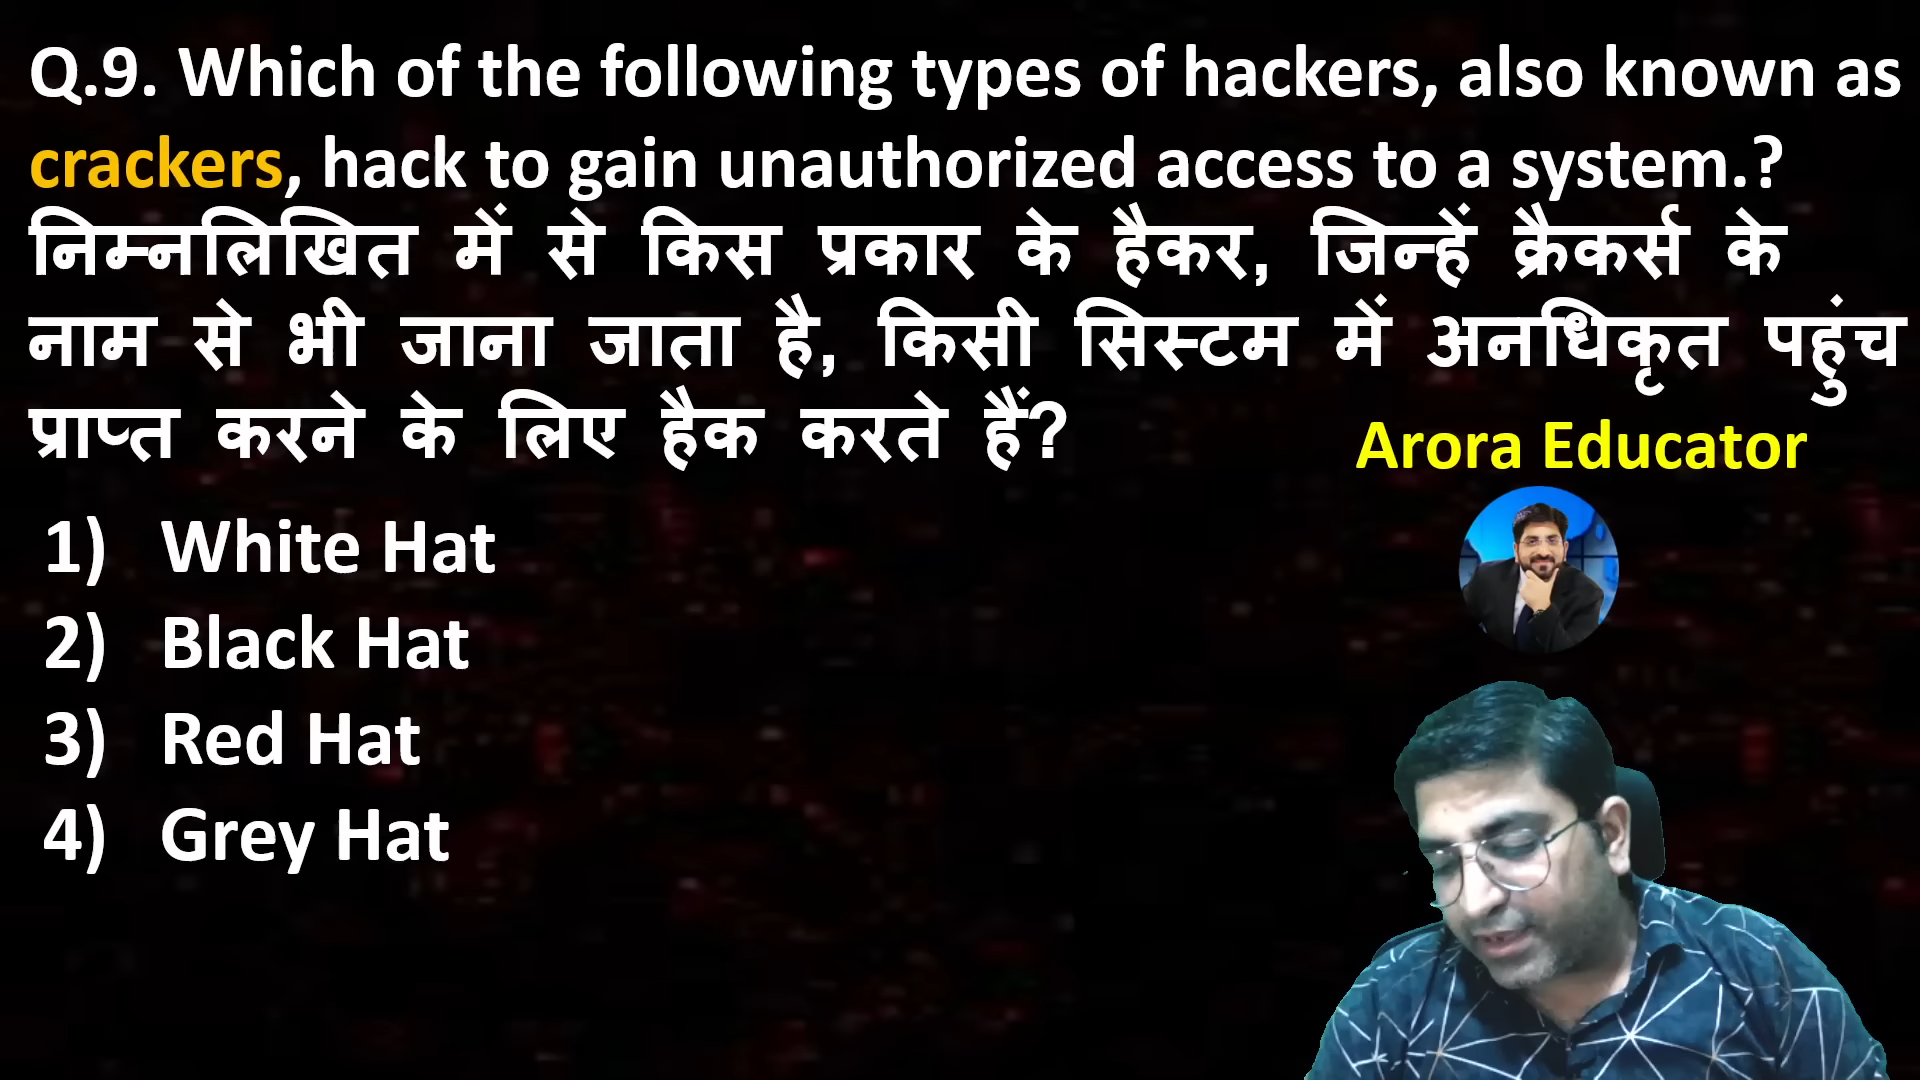 Q.9. Which of the following types of hackers, also known as
crackers, hack to gain unauthorized access to a system.?
निम्नलिखित में से किस प्रकार के हैकर, जिन्हें क्रैकर्स के
नाम से भी जाना जाता है, किसी सिस्टम में अनधिकृत पहुंच
प्राप्त करने के लिए हैक करते हैं?
Arora Educator
1) White Hat
2) Black Hat
3) Red Hat
4) Grey Hat